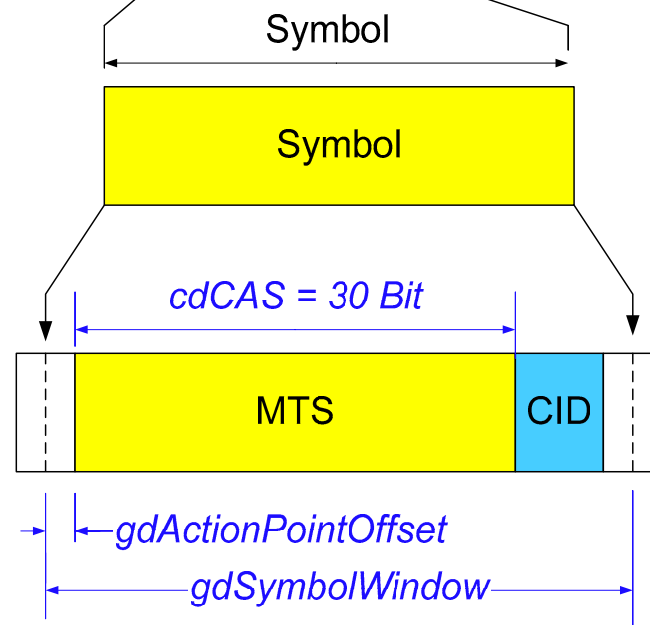 Symbol
Symbol
cdCAS = 30 Bit
MTS CID
gdActionPointOffset
gdSymbolWindow